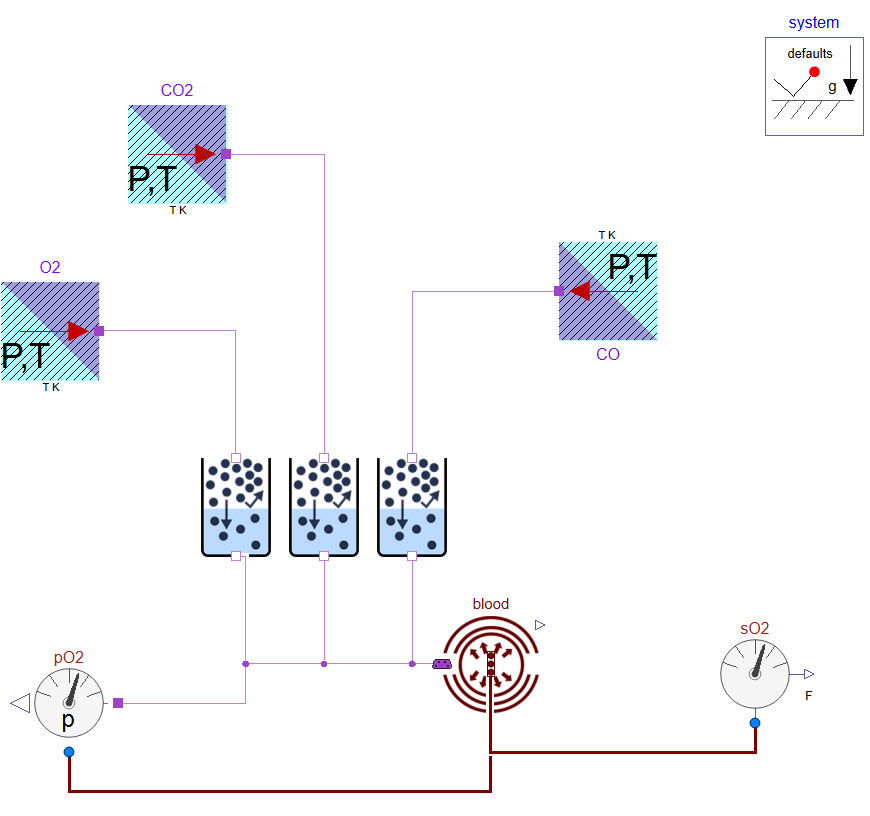 system
defaults
g
CO2
P,T
T K
O2
P,T
T K
T K
P,T
CO
blood
sO2
F
pO2
p